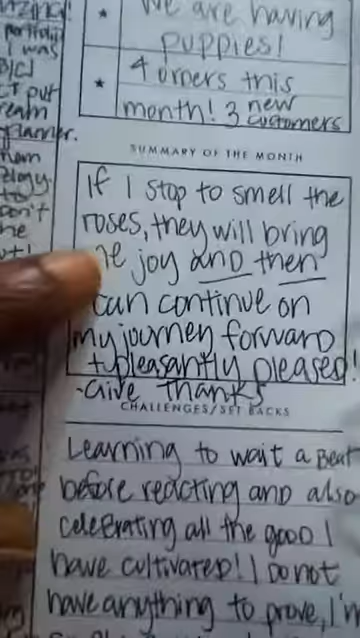 We are having
puppies!
4 orders this
month! 3 new
customers
SUMMARY OF THE MONTH
If I stop to smell the
roses, they will bring
me joy and then
can continue on
my journey forward
+ pleasantly pleased!
-Give Thanks
CHALLENGES/SET BACKS
Learning to wait a Beat
before reacting and also
celebrating all the good I
have cultivated! I Do not
have anything to prove, I'm